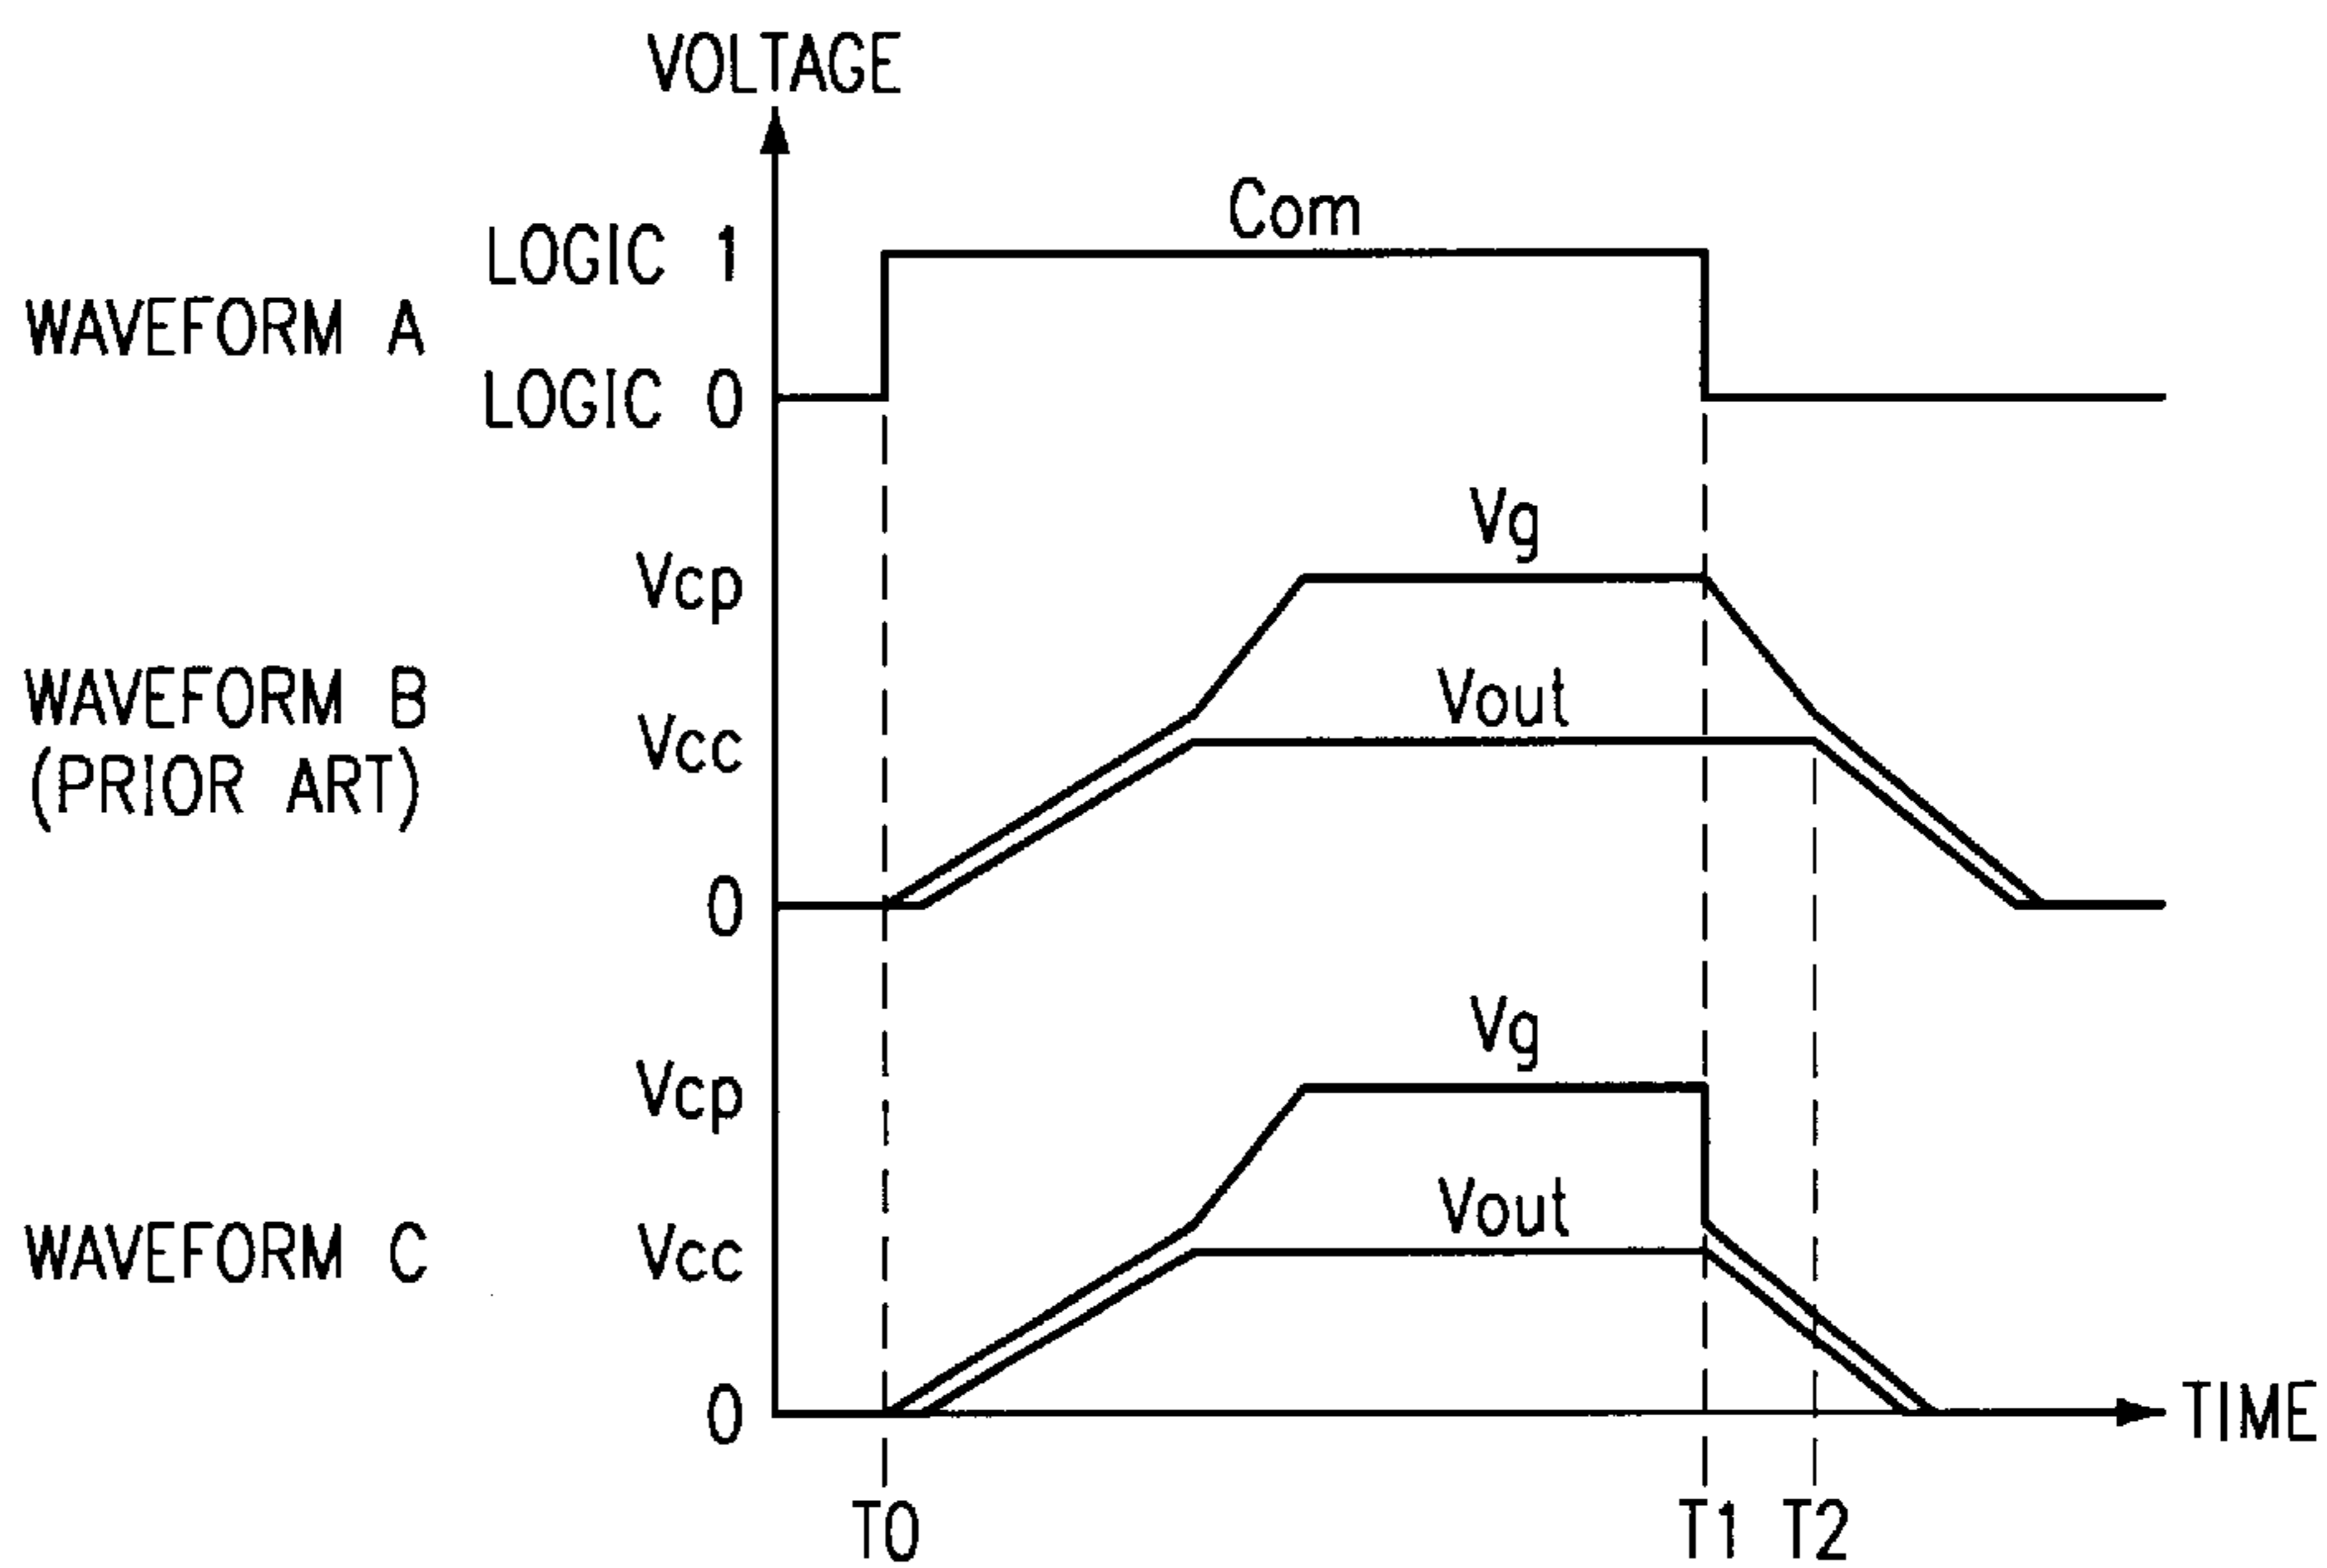 VOLTAGE
Com
LOGIC 1
WAVEFORM A
LOGIC 0
Vg
Vcp
WAVEFORM B
(PRIOR ART)
Vout
Vcc
0
Vg
Vcp
Vout
WAVEFORM C
Vcc
0
TIME
T0
T1
T2